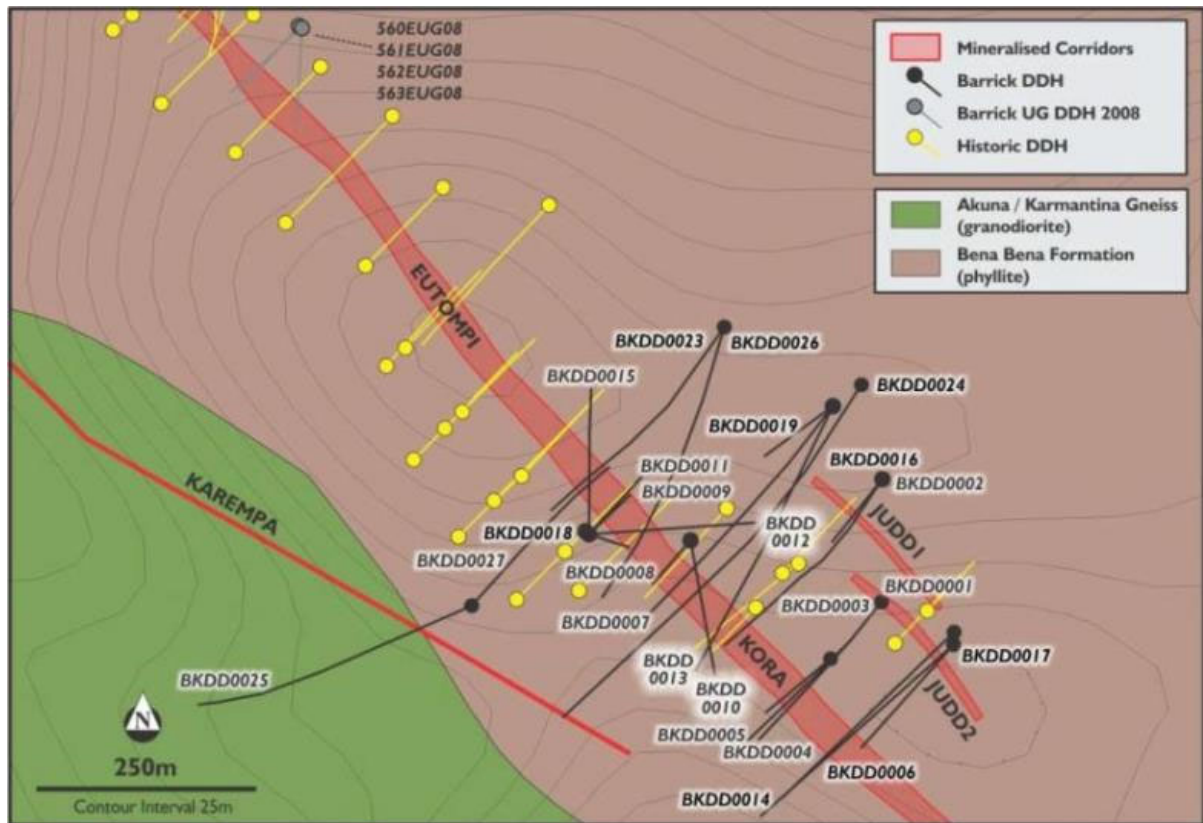 560EUG08
561EUG08
562EUG08
563EUG08
Mineralised Corridors
Barrick DDH
Barrick UG DDH 2008
Historic DDH
Akuna / Karmantina Gneiss
(granodiorite)
Bena Bena Formation
(phyllite)
EUTOMPI
BKDD0023
BKDD0026
BKDD0015
BKDD0024
BKDD0019
BKDD0016
BKDD0011
BKDD0002
BKDD0009
JUDD1
KAREMPA
BKDD0018
BKDD
0012
BKDD0027
BKDD0008
BKDD0001
BKDD0003
BKDD0007
KORA
BKDD0017
BKDD
0013
BKDD
0010
BKDD0025
JUDD2
N
BKDD0005
BKDD0004
250m
BKDD0006
BKDD0014
Contour Interval 25m